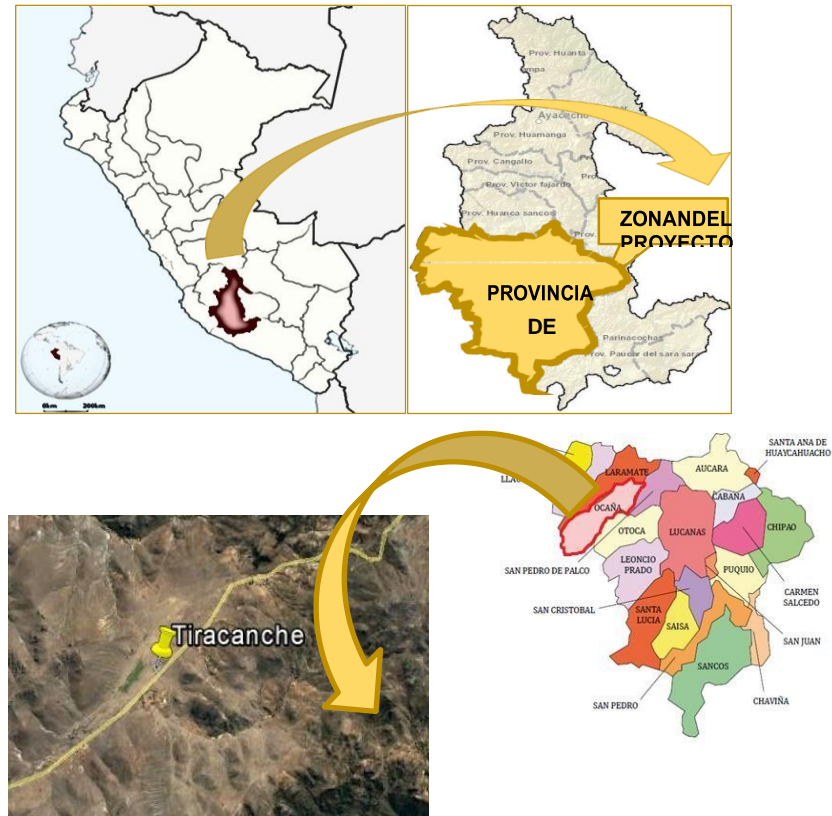 0km 200km
Prov. Huanta
Ayacucho
Prov. Huamanga
Prov. Cangallo
Prov. Victor fajardo
Prov. Huanca sancos
ZONANDEL
PROYECTO
PROVINCIA
DE
Parinacochas
rov. Paucar del sara sara
SANTA ANA DE
HUAYCAHUACHO
LARAMATE
AUCARA
CABAÑA
OCAÑA
OTOCA
LUCANAS
CHIPAO
SAN PEDRO DE PALCO
LEONCIO
PRADO
PUQUIO
CARMEN
SALCEDO
SAN CRISTOBAL
SANTA
LUCIA
SAISA
SAN JUAN
SANCOS
SAN PEDRO
CHAVIÑA
Tiracanche